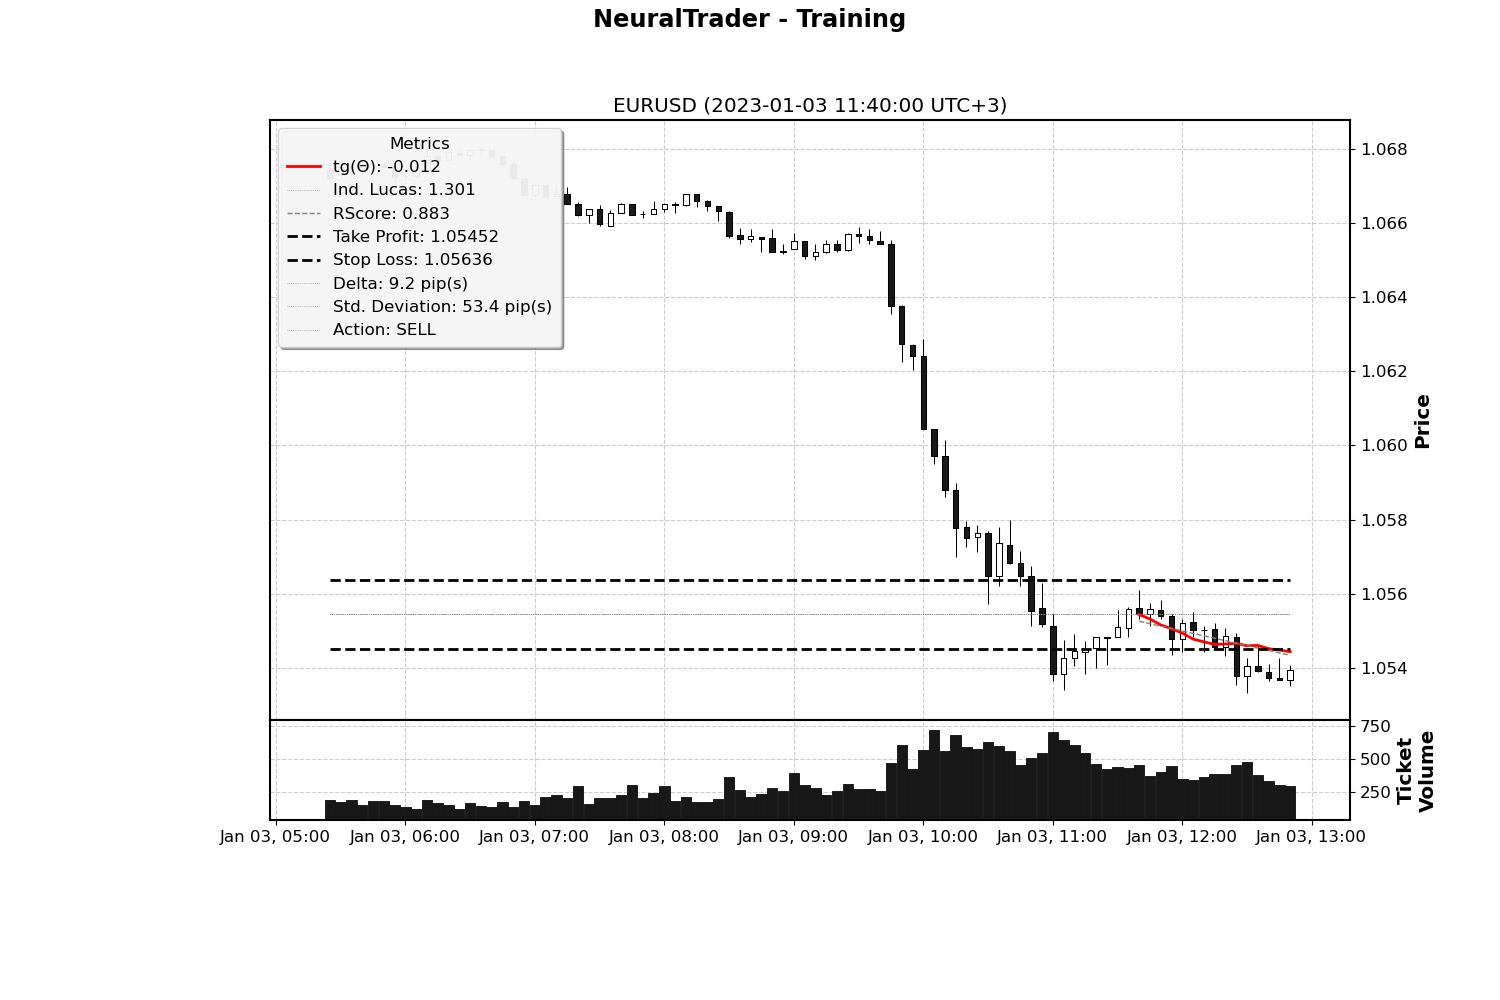 NeuralTrader - Training
EURUSD (2023-01-03 11:40:00 UTC+3)
Metrics
tg(Θ): -0.012
Ind. Lucas: 1.301
RScore: 0.883
Take Profit: 1.05452
Stop Loss: 1.05636
Delta: 9.2 pip(s)
Std. Deviation: 53.4 pip(s)
Action: SELL
1.068
1.066
1.064
1.062
1.060
1.058
1.056
1.054
Price
750
500
250
Ticket
Volume
Jan 03, 05:00 Jan 03, 06:00 Jan 03, 07:00 Jan 03, 08:00 Jan 03, 09:00 Jan 03, 10:00 Jan 03, 11:00 Jan 03, 12:00 Jan 03, 13:00